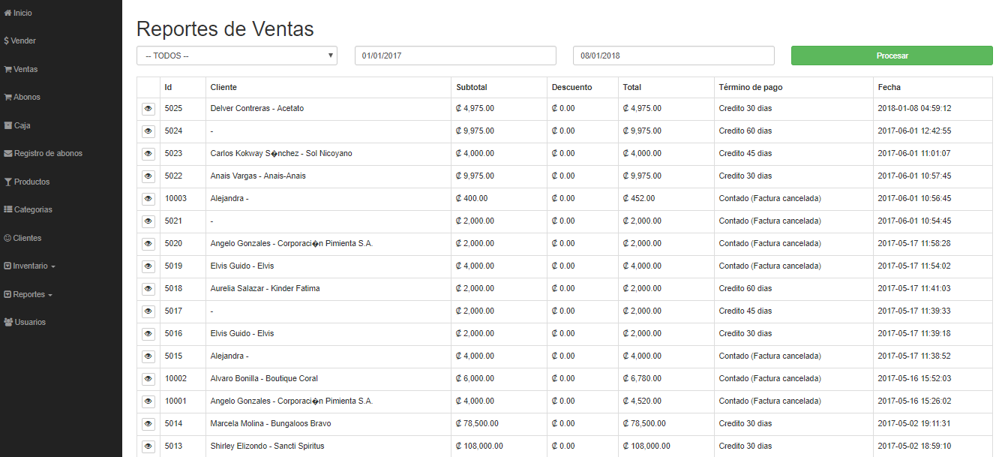 Inicio
Vender
Ventas
Abonos
Caja
Registro de abonos
Productos
Categorias
Clientes
Inventario
Reportes
Usuarios
Reportes de Ventas
-- TODOS -- 01/01/2017 08/01/2018 Procesar
Id Cliente Subtotal Descuento Total Término de pago Fecha
5025 Delver Contreras - Acetato ₡ 4,975.00 ₡ 0.00 ₡ 4,975.00 Credito 30 dias 2018-01-08 04:59:12
5024 - ₡ 9,975.00 ₡ 0.00 ₡ 9,975.00 Credito 60 dias 2017-06-01 12:42:55
5023 Carlos Kokway S�nchez - Sol Nicoyano ₡ 4,000.00 ₡ 0.00 ₡ 4,000.00 Credito 45 dias 2017-06-01 11:01:07
5022 Anais Vargas - Anais-Anais ₡ 9,975.00 ₡ 0.00 ₡ 9,975.00 Credito 30 dias 2017-06-01 10:57:45
10003 Alejandra - ₡ 400.00 ₡ 0.00 ₡ 452.00 Contado (Factura cancelada) 2017-06-01 10:56:45
5021 - ₡ 2,000.00 ₡ 0.00 ₡ 2,000.00 Contado (Factura cancelada) 2017-06-01 10:54:45
5020 Angelo Gonzales - Corporaci�n Pimienta S.A. ₡ 2,000.00 ₡ 0.00 ₡ 2,000.00 Contado (Factura cancelada) 2017-05-17 11:58:28
5019 Elvis Guido - Elvis ₡ 4,000.00 ₡ 0.00 ₡ 4,000.00 Contado (Factura cancelada) 2017-05-17 11:54:02
5018 Aurelia Salazar - Kinder Fatima ₡ 2,000.00 ₡ 0.00 ₡ 2,000.00 Credito 60 dias 2017-05-17 11:41:03
5017 - ₡ 2,000.00 ₡ 0.00 ₡ 2,000.00 Credito 45 dias 2017-05-17 11:39:33
5016 Elvis Guido - Elvis ₡ 2,000.00 ₡ 0.00 ₡ 2,000.00 Credito 30 dias 2017-05-17 11:39:18
5015 Alejandra - ₡ 4,000.00 ₡ 0.00 ₡ 4,000.00 Contado (Factura cancelada) 2017-05-17 11:38:52
10002 Alvaro Bonilla - Boutique Coral ₡ 6,000.00 ₡ 0.00 ₡ 6,780.00 Contado (Factura cancelada) 2017-05-16 15:52:03
10001 Angelo Gonzales - Corporaci�n Pimienta S.A. ₡ 4,000.00 ₡ 0.00 ₡ 4,520.00 Contado (Factura cancelada) 2017-05-16 15:26:02
5014 Marcela Molina - Bungaloos Bravo ₡ 78,500.00 ₡ 0.00 ₡ 78,500.00 Credito 30 dias 2017-05-02 19:11:31
5013 Shirley Elizondo - Sancti Spiritus ₡ 108,000.00 ₡ 0.00 ₡ 108,000.00 Credito 30 dias 2017-05-02 18:59:10